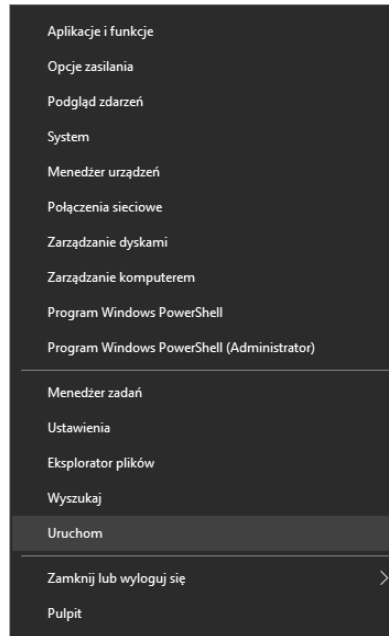 Aplikacje i funkcje
Opcje zasilania
Podgląd zdarzeń
System
Menedżer urządzeń
Połączenia sieciowe
Zarządzanie dyskami
Zarządzanie komputerem
Program Windows PowerShell
Program Windows PowerShell (Administrator)
Menedżer zadań
Ustawienia
Eksplorator plików
Wyszukaj
Uruchom
Zamknij lub wyloguj się
Pulpit